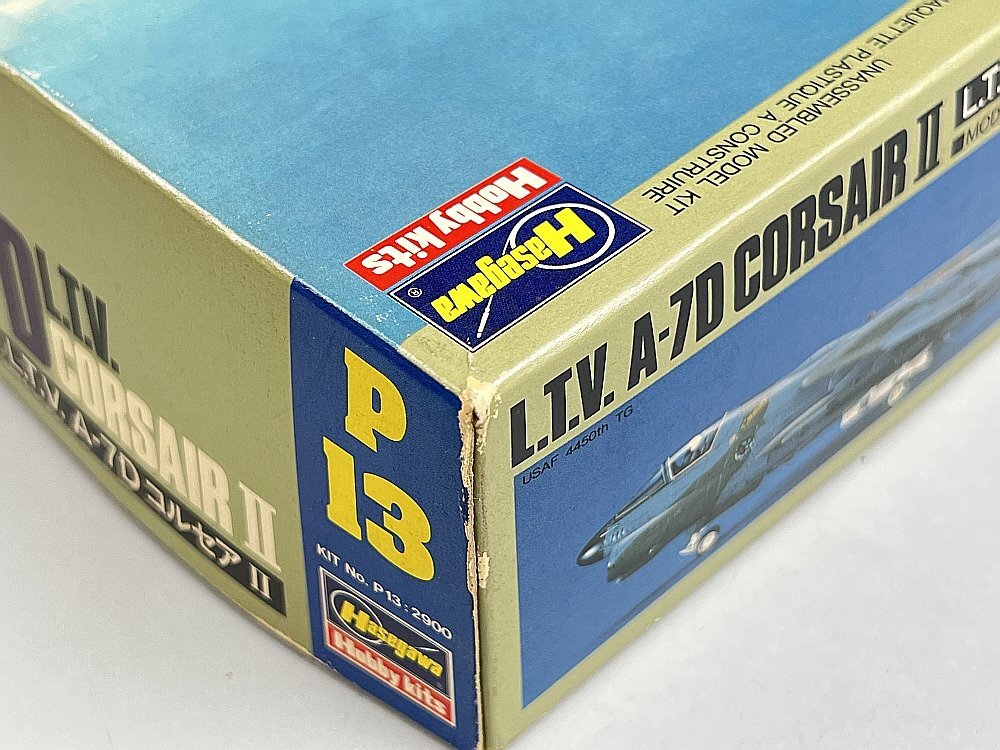 Hobby kits
Hasegawa
®
UNASSEMBLED MODEL KIT
MAQUETTE PLASTIQUE A CONSTRUIRE
L.T.V. A-7D CORSAIR II
USAF 4450th TG
L.T.V.
CORSAIR II
L.T.V. A-7D コルセア II
P
13
KIT No. P13:2900
Hasegawa
Hobby kits